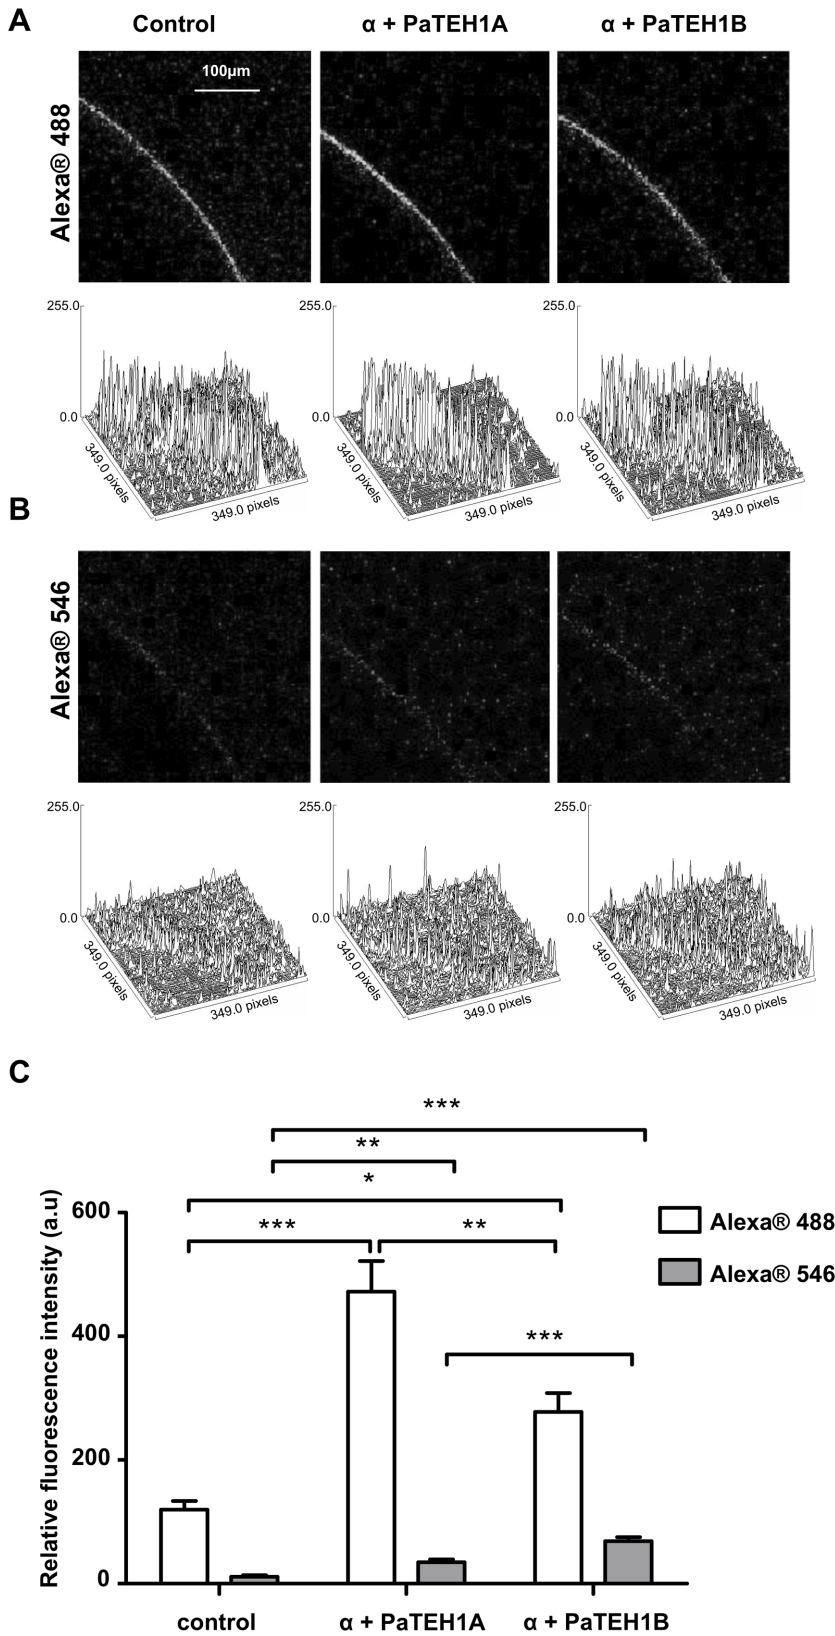 A
Control
α + PaTEH1A
α + PaTEH1B
Alexa® 488
100μm
255.0
255.0
255.0
0.0
0.0
0.0
349.0 pixels
349.0 pixels
349.0 pixels
349.0 pixels
349.0 pixels
349.0 pixels
B
Alexa® 546
255.0
255.0
255.0
0.0
0.0
0.0
349.0 pixels
349.0 pixels
349.0 pixels
349.0 pixels
349.0 pixels
349.0 pixels
C
***
**
*
***
**
***
Relative fluorescence intensity (a.u)
600
400
200
0
Alexa® 488
Alexa® 546
control
α + PaTEH1A
α + PaTEH1B